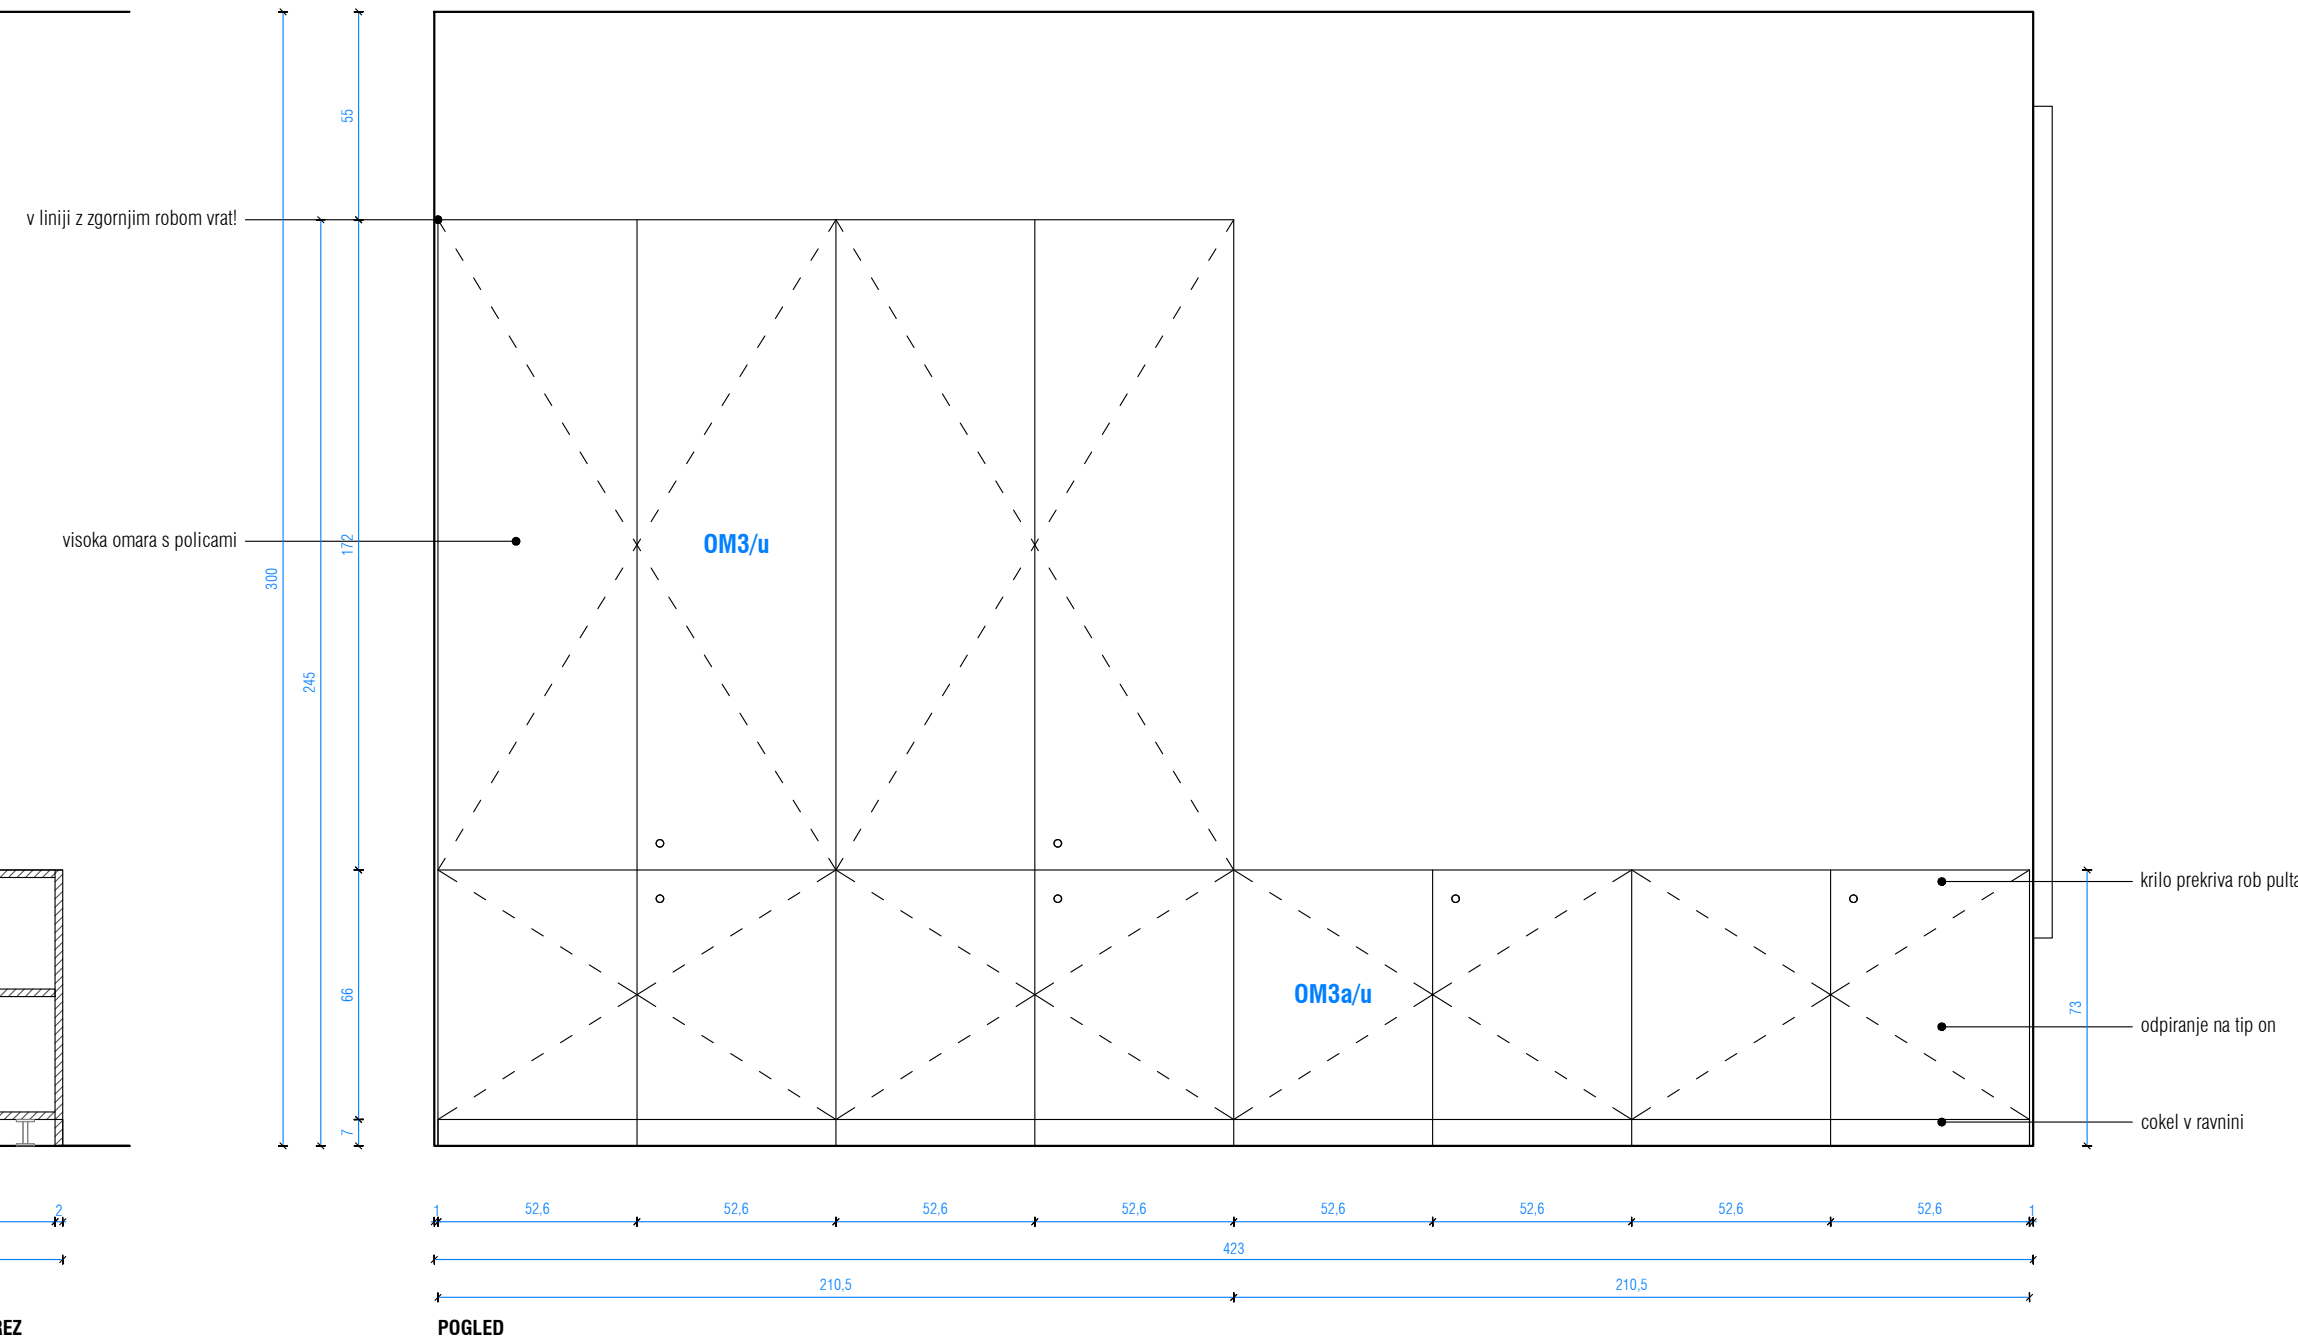 55
v liniji z zgornjim robom vrat!
visoka omara s policami
172
OM3/u
300
245
krilo prekriva rob pulta
66
OM3a/u
73
odpiranje na tip on
7
cokel v ravnini
2
1 52,6 52,6 52,6 52,6 52,6 52,6 52,6 52,6 1
423
210,5 210,5
REZ
POGLED